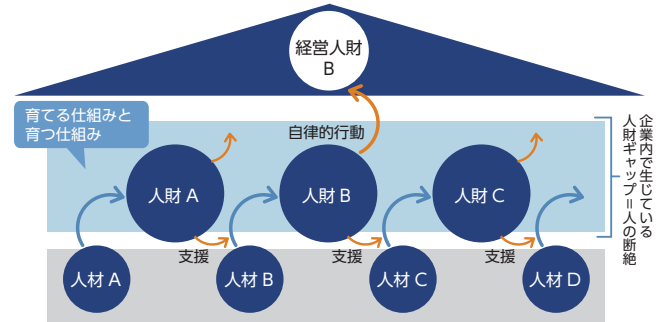 経営人財
B
育てる仕組みと
育つ仕組み
自律的行動
人財 A
人財 B
人財 C
支援
支援
支援
人材 A
人材 B
人材 C
人材 D
企業内で生じている
人財ギャップ＝人の断絶